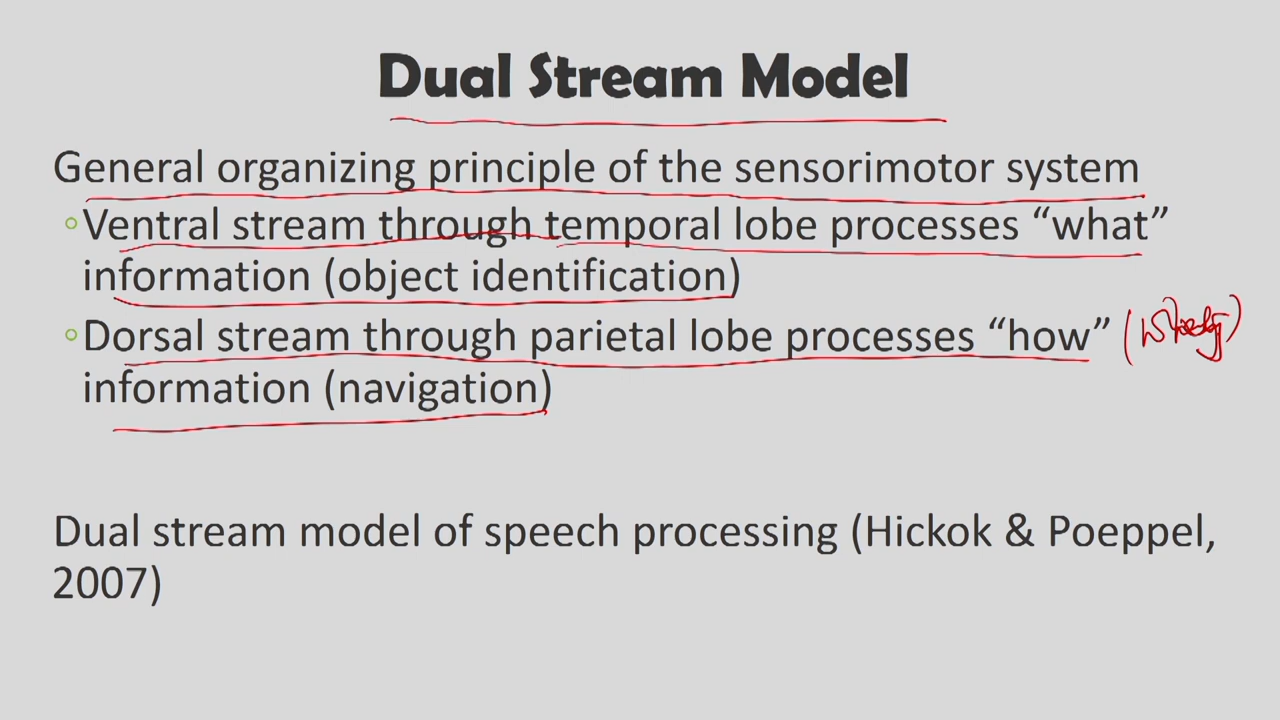 Dual Stream Model
General organizing principle of the sensorimotor system
◦Ventral stream through temporal lobe processes “what”
information (object identification)
◦Dorsal stream through parietal lobe processes “how”
information (navigation)
Dual stream model of speech processing (Hickok & Poeppel,
2007)